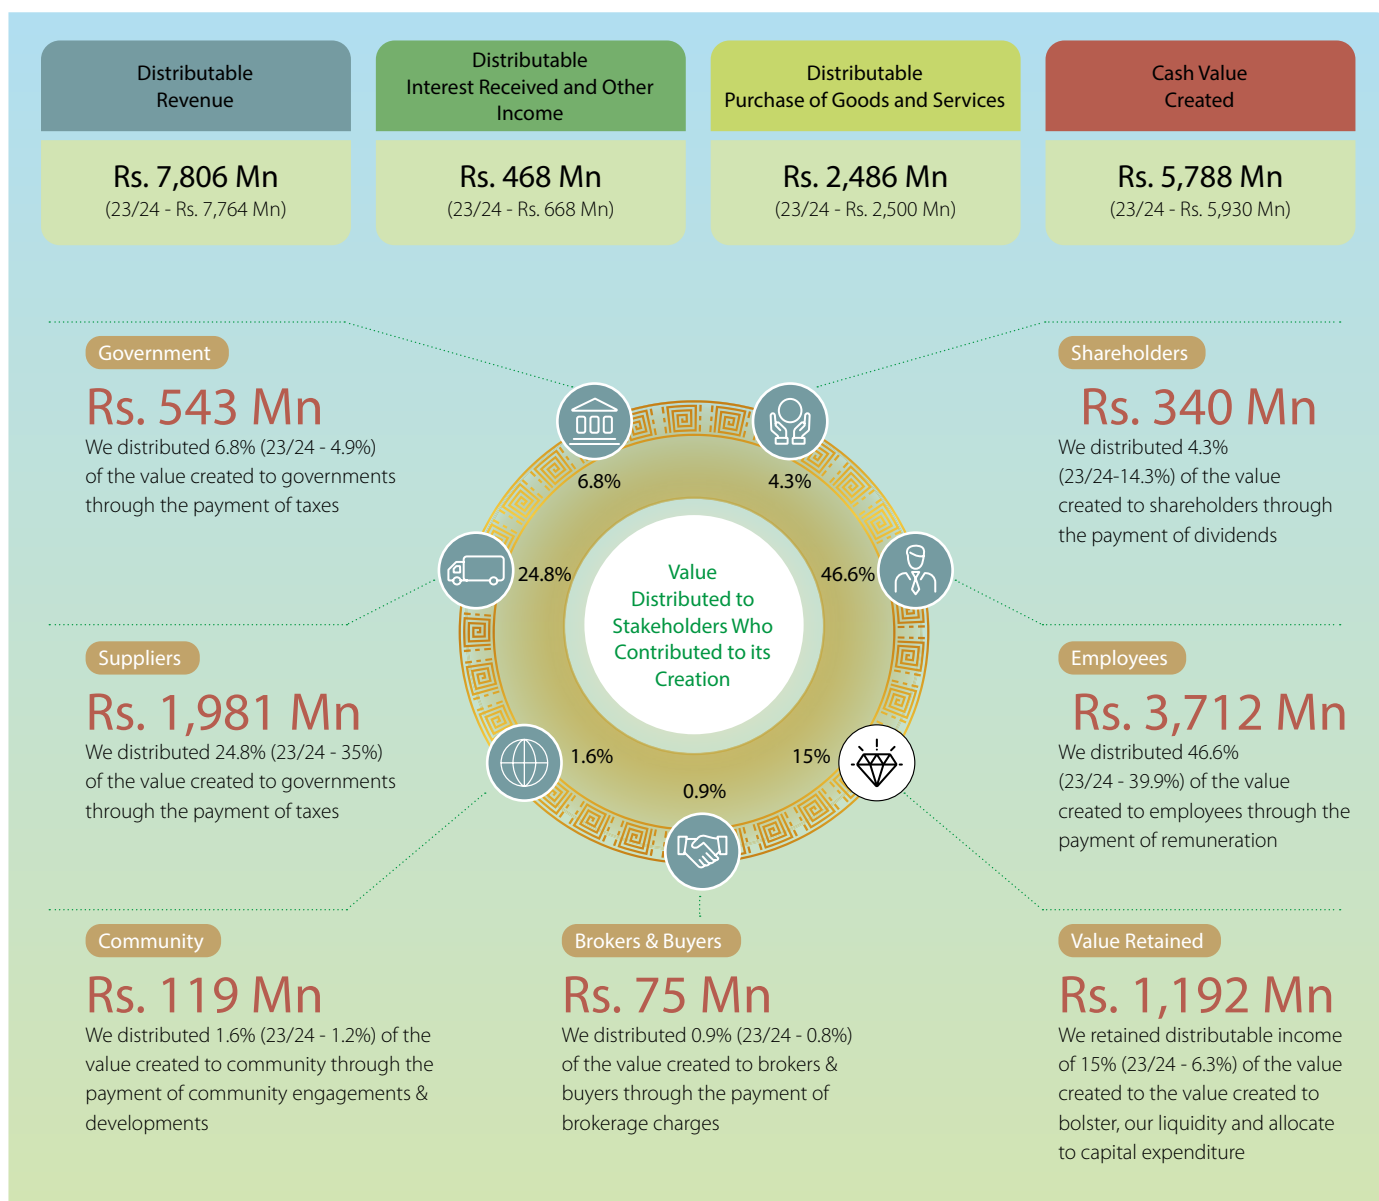 Distributable
Revenue
Rs. 7,806 Mn
(23/24 - Rs. 7,764 Mn)
Distributable
Interest Received and Other
Income
Rs. 468 Mn
(23/24 - Rs. 668 Mn)
Distributable
Purchase of Goods and Services
Rs. 2,486 Mn
(23/24 - Rs. 2,500 Mn)
Cash Value
Created
Rs. 5,788 Mn
(23/24 - Rs. 5,930 Mn)
Government
Rs. 543 Mn
We distributed 6.8% (23/24 - 4.9%)
of the value created to governments
through the payment of taxes
Shareholders
Rs. 340 Mn
We distributed 4.3%
(23/24-14.3%) of the value
created to shareholders through
the payment of dividends
6.8%
4.3%
24.8%
46.6%
1.6%
15%
0.9%
Value
Distributed to
Stakeholders Who
Contributed to its
Creation
Suppliers
Rs. 1,981 Mn
We distributed 24.8% (23/24 - 35%)
of the value created to governments
through the payment of taxes
Employees
Rs. 3,712 Mn
We distributed 46.6%
(23/24 - 39.9%) of the value
created to employees through the
payment of remuneration
Community
Rs. 119 Mn
We distributed 1.6% (23/24 - 1.2%) of the
value created to community through the
payment of community engagements &
developments
Brokers & Buyers
Rs. 75 Mn
We distributed 0.9% (23/24 - 0.8%)
of the value created to brokers &
buyers through the payment of
brokerage charges
Value Retained
Rs. 1,192 Mn
We retained distributable income
of 15% (23/24 - 6.3%) of the value
created to the value created to
bolster, our liquidity and allocate
to capital expenditure